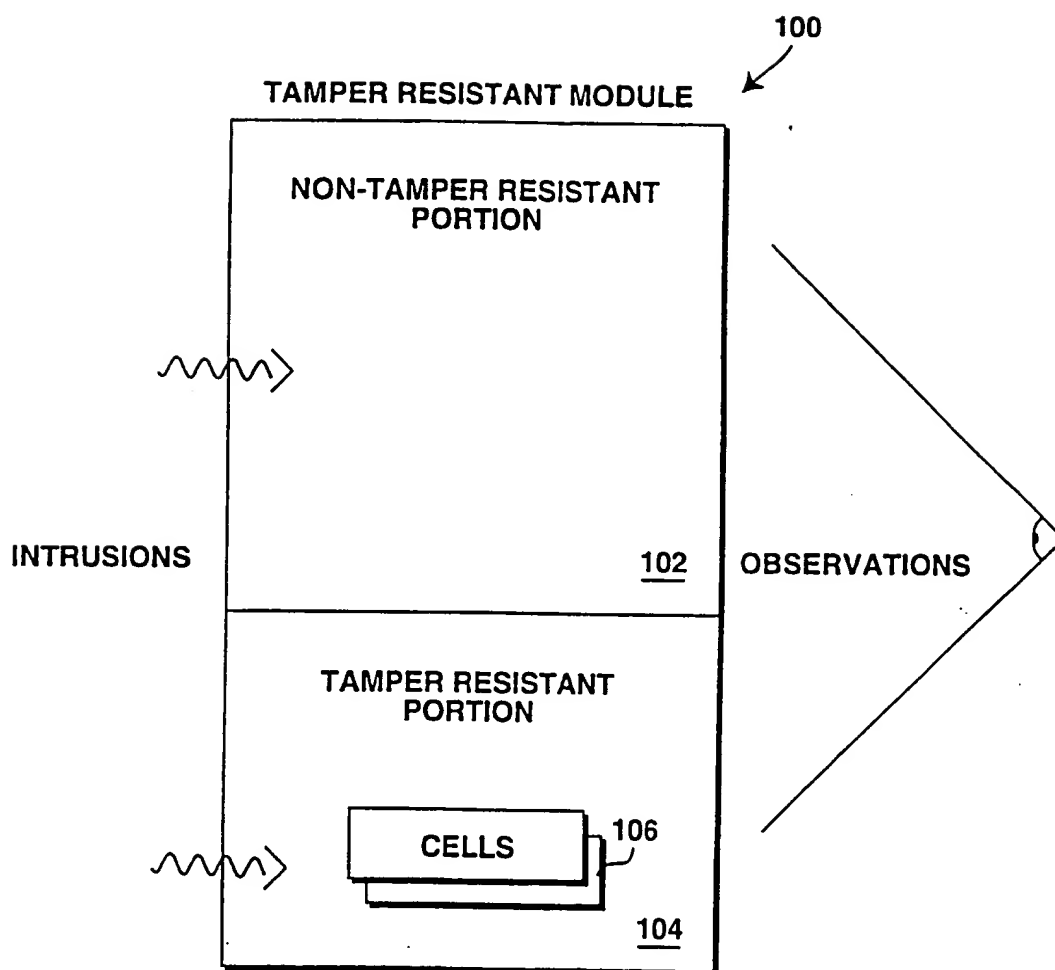 100
TAMPER RESISTANT MODULE
NON-TAMPER RESISTANT
PORTION
INTRUSIONS
102
OBSERVATIONS
TAMPER RESISTANT
PORTION
CELLS
106
104